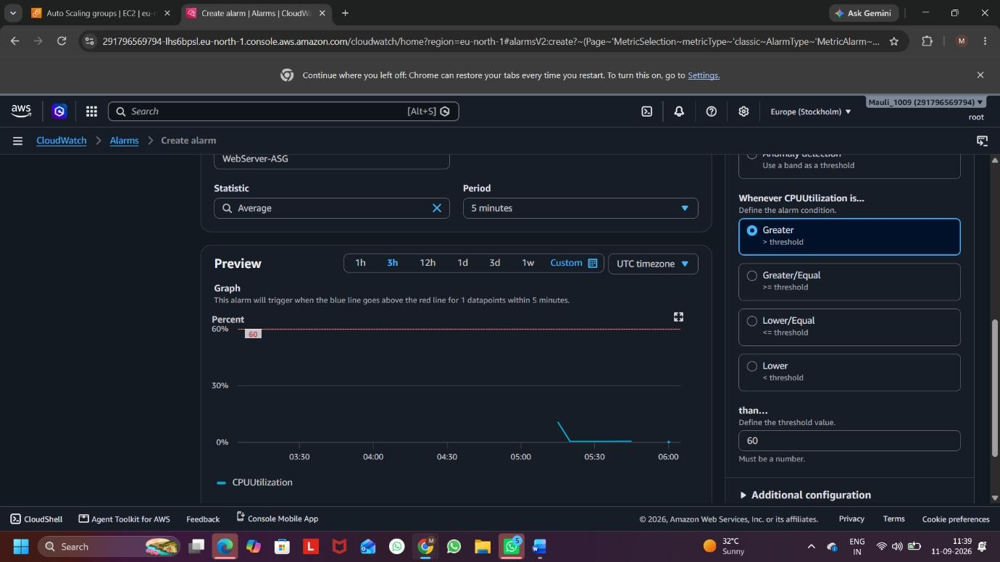 Auto Scaling groups | EC2 | eu-n
Create alarm | Alarms | CloudWa
Ask Gemini
291796569794-lhs6bpsl.eu-north-1.console.aws.amazon.com/cloudwatch/home?region=eu-north-1#alarmsV2:create?~(Page~'MetricSelection~metricType~'classic~AlarmType~'MetricAlarm~...
M
Continue where you left off: Chrome can restore your tabs every time you restart. To turn this on, go to Settings.
aws
Search
[Alt+S]
Europe (Stockholm)
Mauli_1009 (291796569794)
root
CloudWatch
Alarms
Create alarm
WebServer-ASG
Statistic
Period
Average
5 minutes
Preview
1h 3h 12h 1d 3d 1w Custom
UTC timezone
Graph
This alarm will trigger when the blue line goes above the red line for 1 datapoints within 5 minutes.
Percent
60%
60
30%
0%
03:30 04:00 04:30 05:00 05:30 06:00
CPUUtilization
Anomaly detection
Use a band as a threshold
Whenever CPUUtilization is...
Define the alarm condition.
Greater
> threshold
Greater/Equal
>= threshold
Lower/Equal
<= threshold
Lower
< threshold
than...
Define the threshold value.
60
Must be a number.
Additional configuration
CloudShell
Agent Toolkit for AWS
Feedback
Console Mobile App
© 2026, Amazon Web Services, Inc. or its affiliates.
Privacy
Terms
Cookie preferences
Search
L
M
5
32°C
Sunny
ENG
IN
11:39
11-09-2026